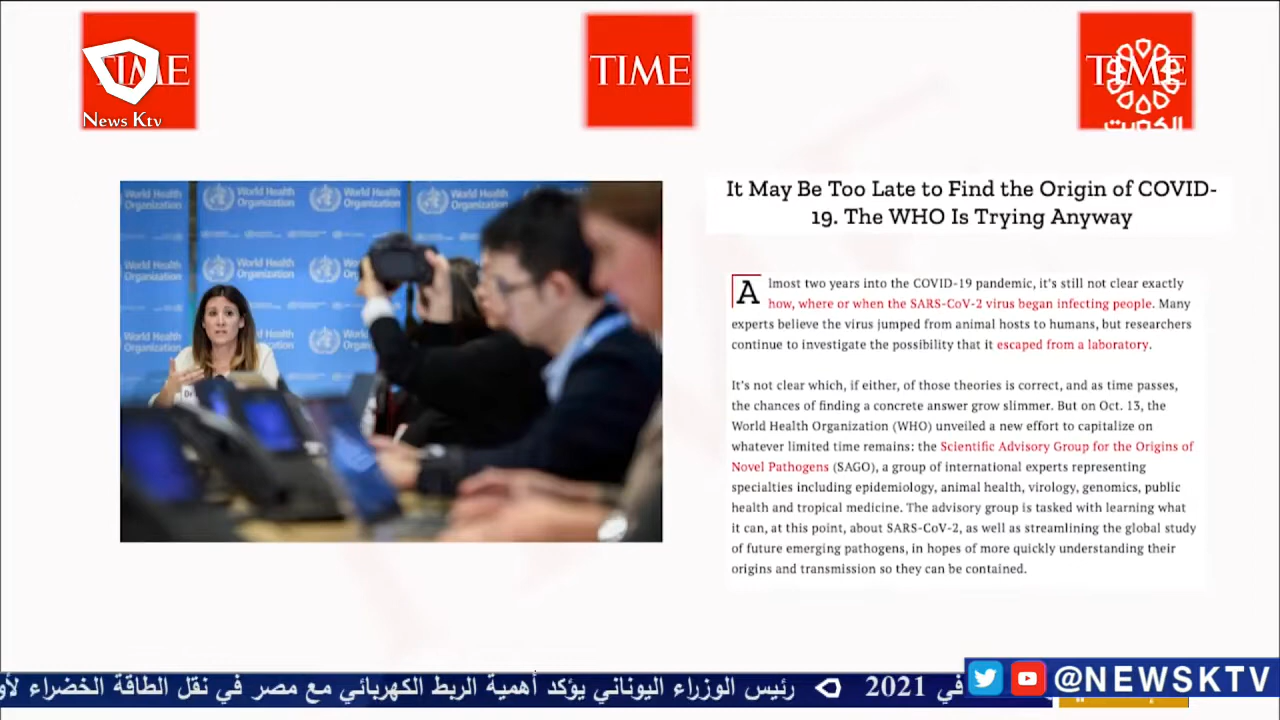 TIME
TIME
TIME
News Ktv
الكويت
It May Be Too Late to Find the Origin of COVID-
19. The WHO Is Trying Anyway
World Health Organization
World Health Organization
World Health Organization
World Health Organization
Almost two years into the COVID-19 pandemic, it's still not clear exactly
how, where or when the SARS-CoV-2 virus began infecting people. Many
experts believe the virus jumped from animal hosts to humans, but researchers
continue to investigate the possibility that it escaped from a laboratory.
It's not clear which, if either, of those theories is correct, and as time passes,
the chances of finding a concrete answer grow slimmer. But on Oct. 13, the
World Health Organization (WHO) unveiled a new effort to capitalize on
whatever limited time remains: the Scientific Advisory Group for the Origins of
Novel Pathogens (SAGO), a group of international experts representing
specialties including epidemiology, animal health, virology, genomics, public
health and tropical medicine. The advisory group is tasked with learning what
it can, at this point, about SARS-CoV-2, as well as streamlining the global study
of future emerging pathogens, in hopes of more quickly understanding their
origins and transmission so they can be contained.
في 2021 رئيس الوزراء اليوناني يؤكد أهمية الربط الكهربائي مع مصر في نقل الطاقة الخضراء
@NEWSKTV